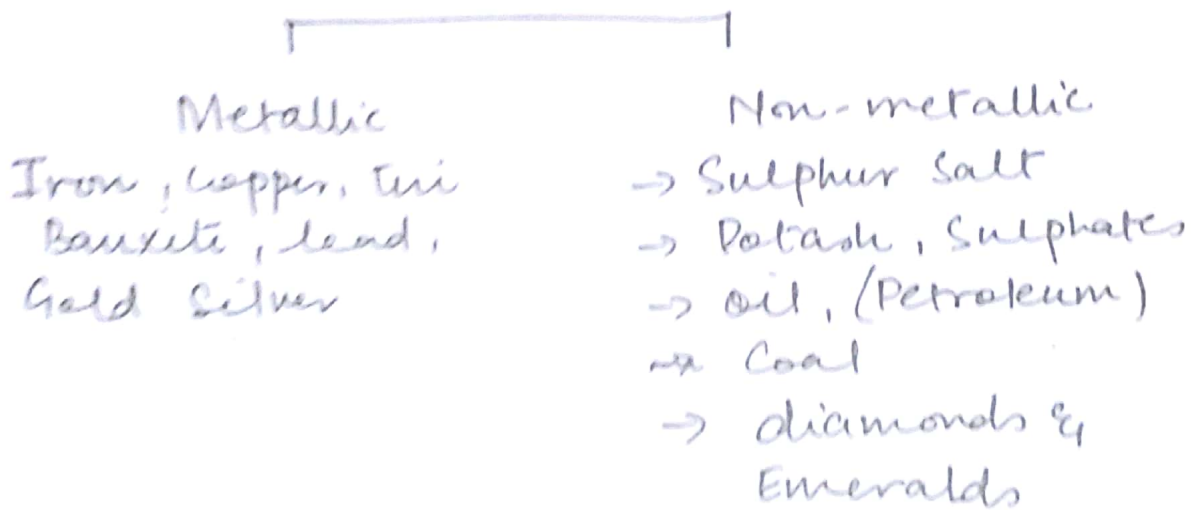 Metallic
Iron, Copper, Tin
Bauxite, lead,
Gold Silver
Non-metallic
→ Sulphur Salt
→ Potash, Sulphates
→ Oil, (Petroleum)
→ Coal
→ diamonds &
Emeralds